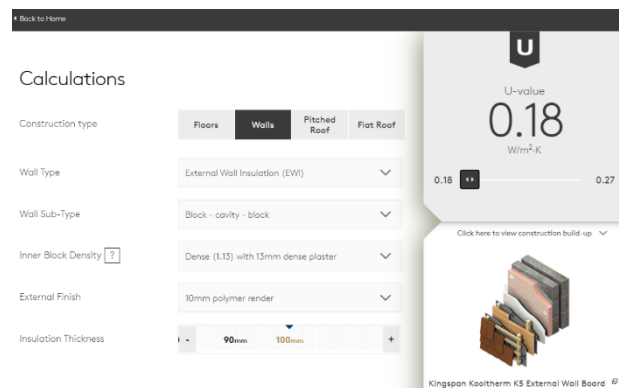 Back to Home
Calculations
Construction type
Floors
Walls
Pitched
Roof
Flat Roof
Wall Type
External Wall Insulation (EWI)
Wall Sub-Type
Block - cavity - block
Inner Block Density ?
Dense (1.13) with 13mm dense plaster
External Finish
10mm polymer render
Insulation Thickness
-
90mm
100mm
+
U
U-value
0.18
W/m²·K
0.18
0.27
Click here to view construction build-up
Kingspan Kooltherm K5 External Wall Board